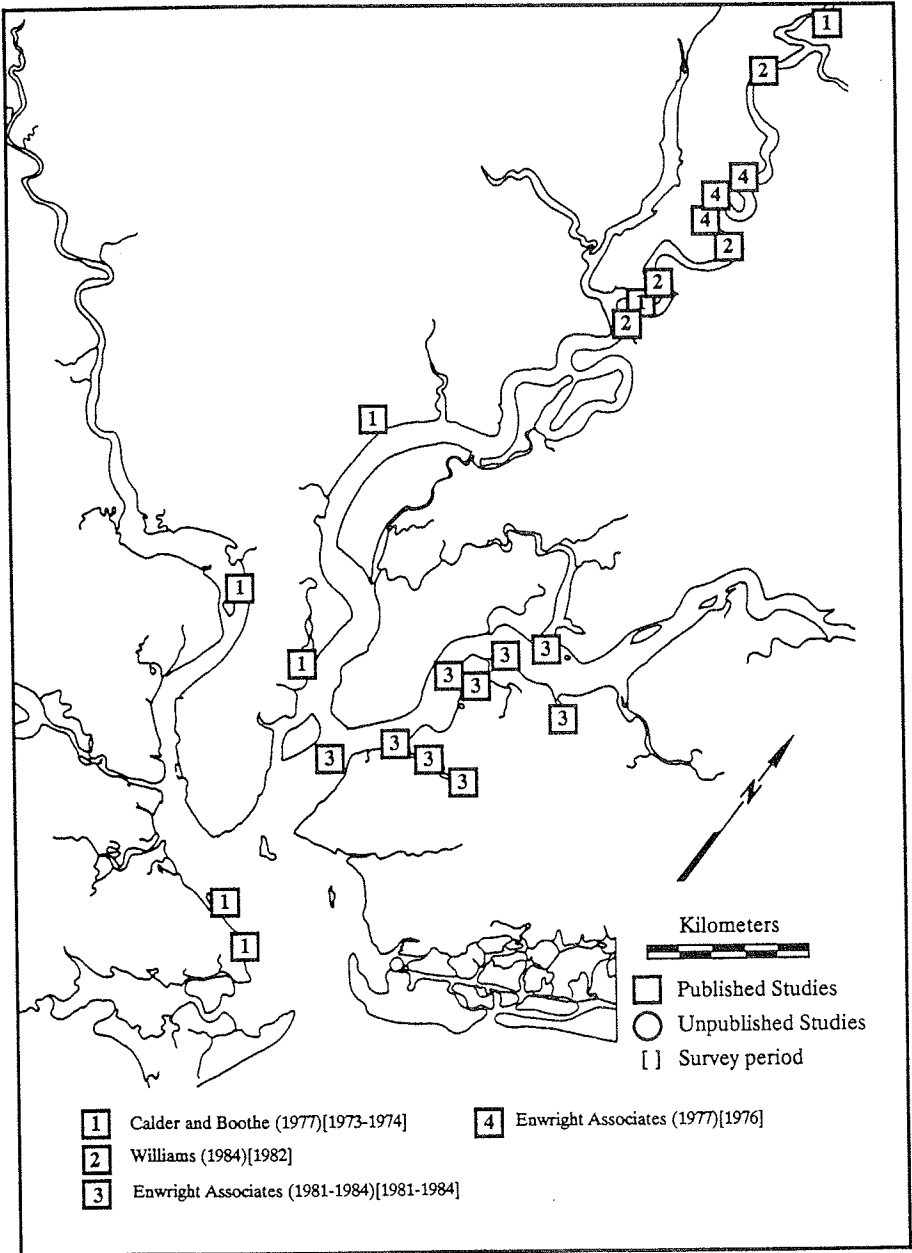 1
2
4
4
4
2
2
1
2
1
1
1
3
3
3
3
3
3
3
3
3
N
1
1
Kilometers
Published Studies
Unpublished Studies
[ ] Survey period
1 Calder and Boothe (1977)[1973-1974]
4 Enwright Associates (1977)[1976]
2 Williams (1984)[1982]
3 Enwright Associates (1981-1984)[1981-1984]